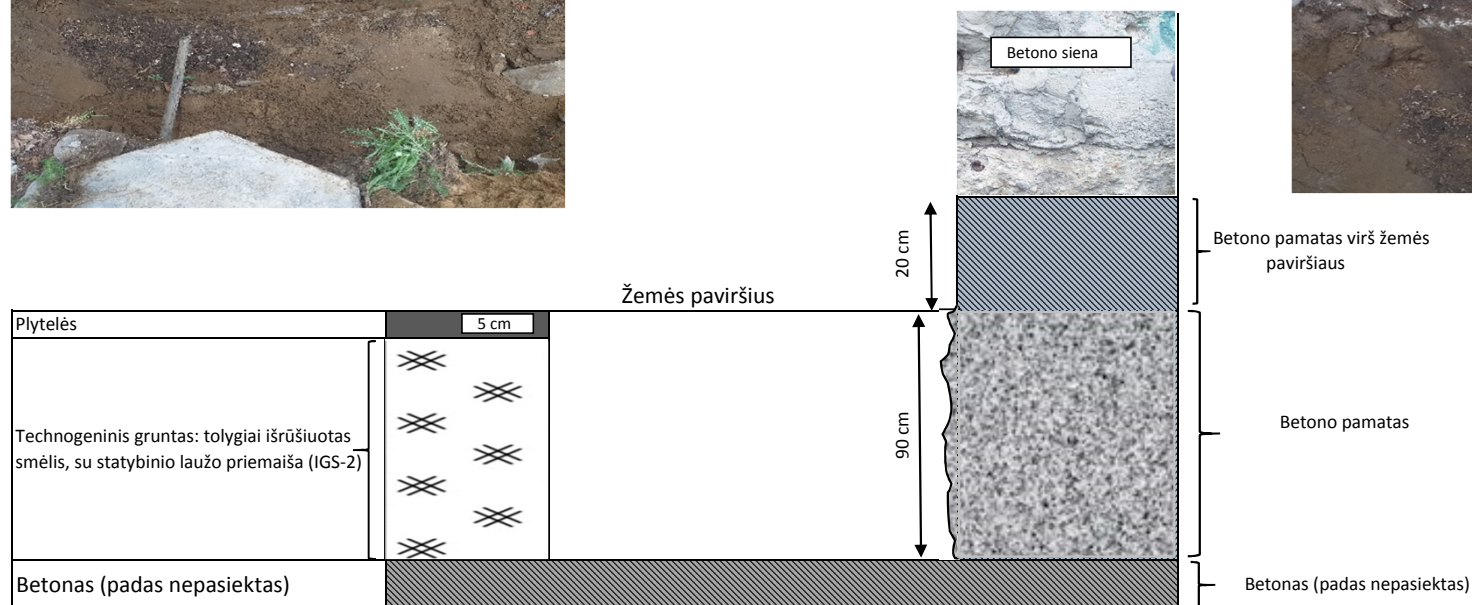 Betono siena
20 cm
Betono pamatas virš žemės
paviršiaus
Žemės paviršius
Plytelės
5 cm
Technogeninis gruntas: tolygiai išrūšiuotas
smėlis, su statybinio laužo priemaiša (IGS-2)
90 cm
Betono pamatas
Betonas (padas nepasiektas)
Betonas (padas nepasiektas)